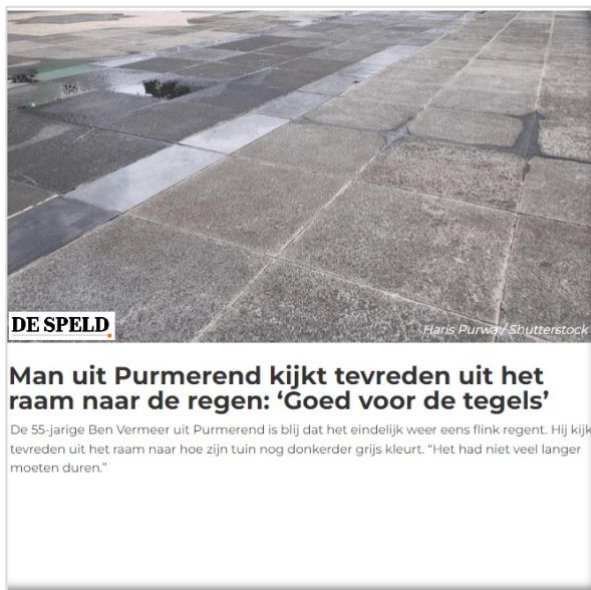 DE SPELD.
Haris Purwa/Shutterstock
Man uit Purmerend kijkt tevreden uit het
raam naar de regen: ‘Goed voor de tegels’
De 55-jarige Ben Vermeer uit Purmerend is blij dat het eindelijk weer eens flink regent. Hij kijk
tevreden uit het raam naar hoe zijn tuin nog donkerder grijs kleurt. “Het had niet veel langer
moeten duren.”